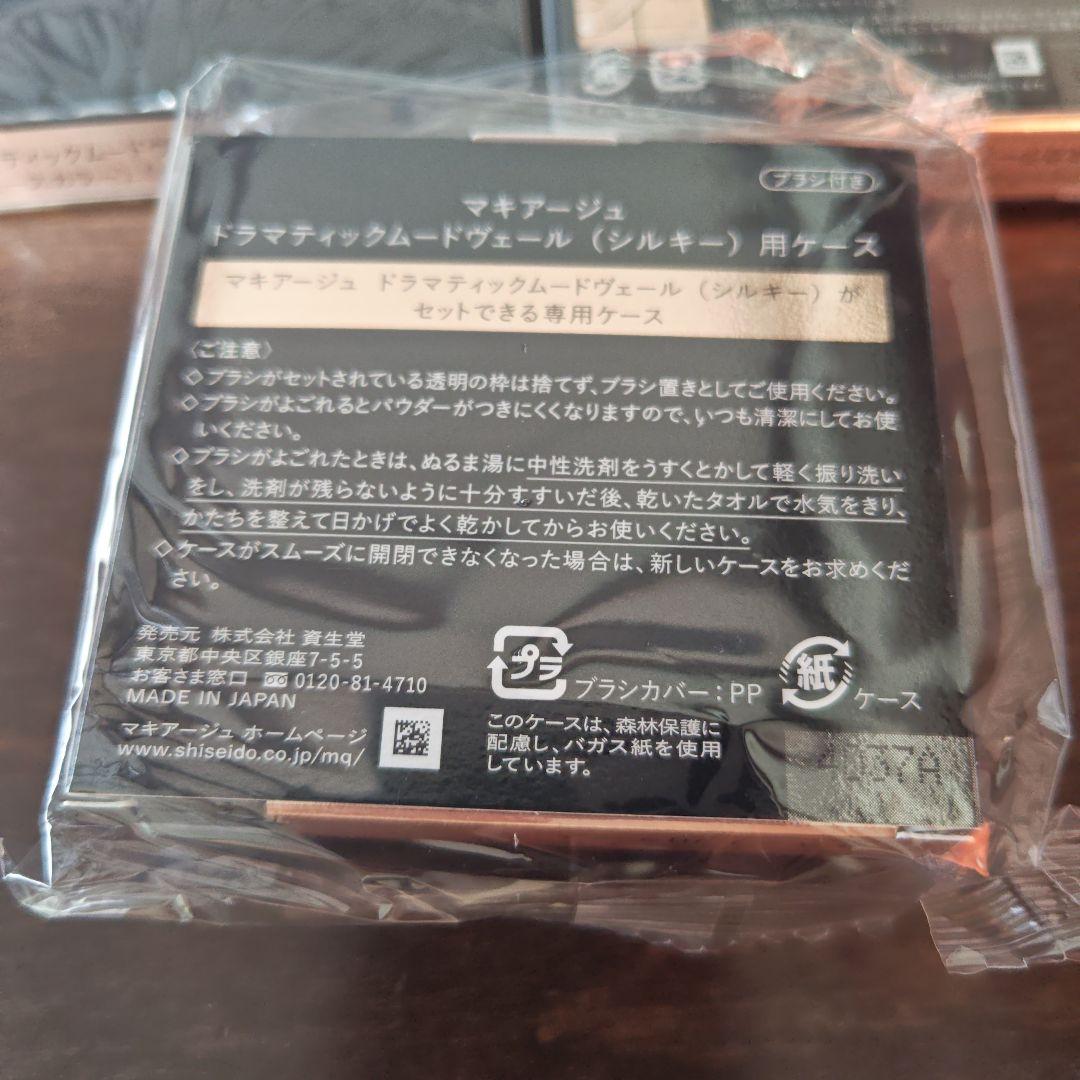 ブラシ付き
マキアージュ
ドラマティックムードヴェール（シルキー）用ケース
マキアージュ ドラマティックムードヴェール（シルキー）が
セットできる専用ケース
〈ご注意〉
◇ブラシがセットされている透明の枠は捨てず、ブラシ置きとしてご使用ください。
◇ブラシがよごれるとパウダーがつきにくくなりますので、いつも清潔にしてお使
いください。
◇ブラシがよごれたときは、ぬるま湯に中性洗剤をうすくとかして軽く振り洗い
をし、洗剤が残らないように十分すすいだ後、乾いたタオルで水気をきり、
かたちを整えて日かげでよく乾かしてからお使いください。
◇ケースがスムーズに開閉できなくなった場合は、新しいケースをお求めくだ
さい。
発売元 株式会社 資生堂
東京都中央区銀座7-5-5
お客さま窓口 0120-81-4710
MADE IN JAPAN
マキアージュ ホームページ
www.shiseido.co.jp/mq/
プラ
ブラシカバー：PP
紙
ケース
このケースは、森林保護に
配慮し、バガス紙を使用
しています。